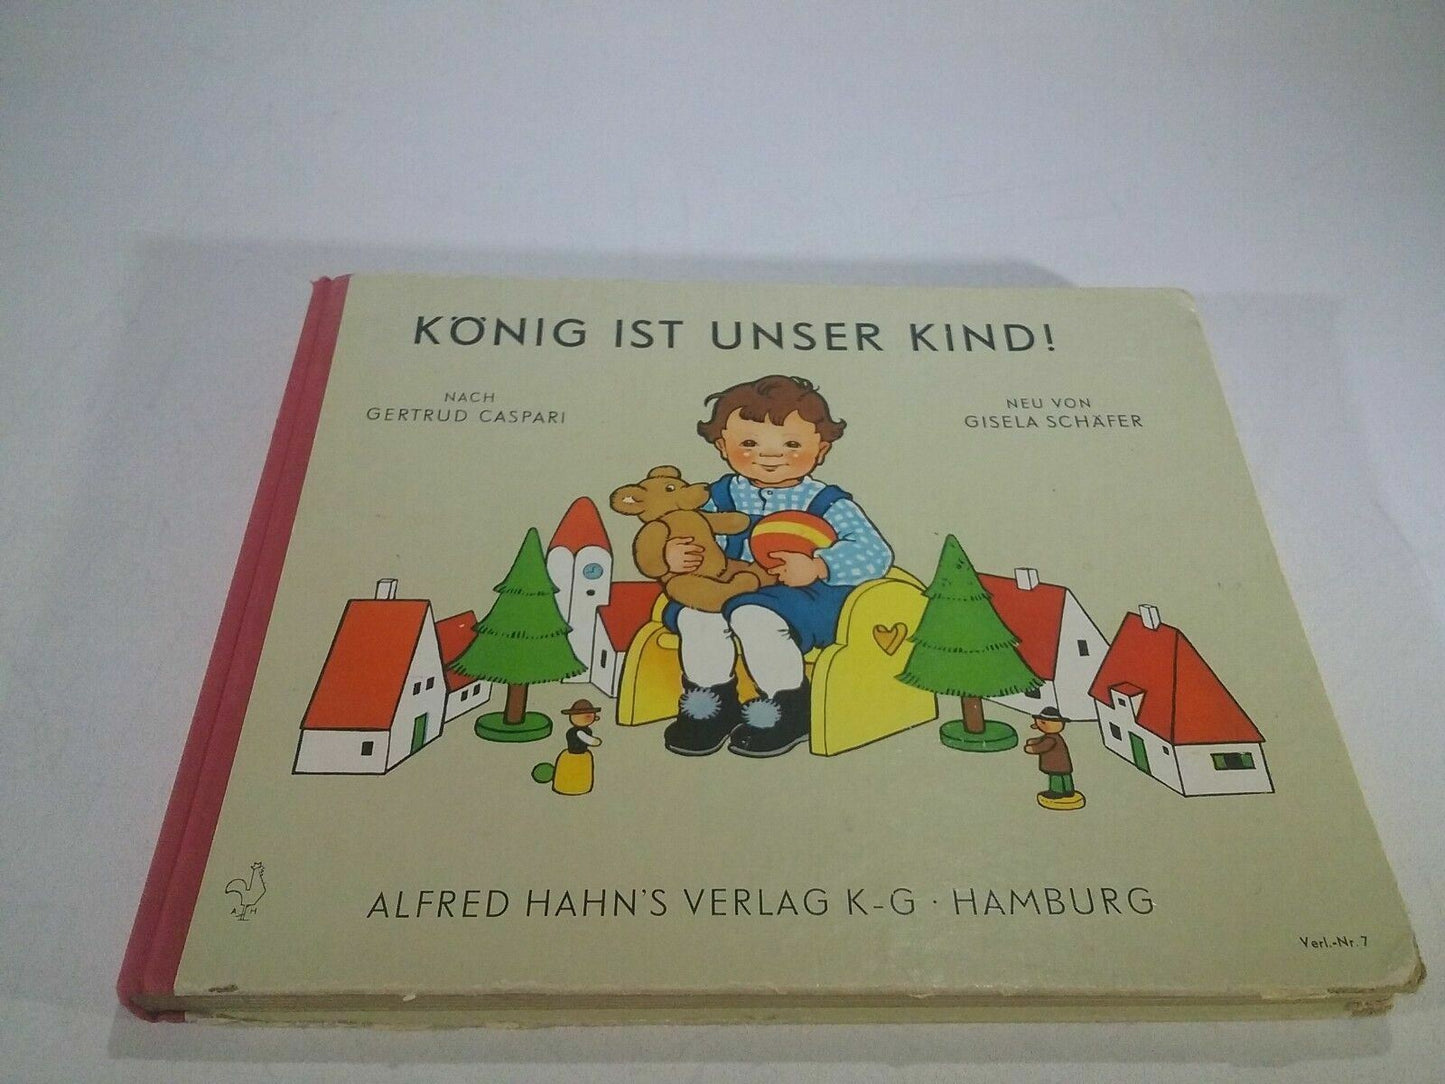 KÖNIG IST UNSER KIND!
NACH
GERTRUD CASPARI
NEU VON
GISELA SCHÄFER
A H
ALFRED HAHN'S VERLAG K-G · HAMBURG
Verl.-Nr. 7